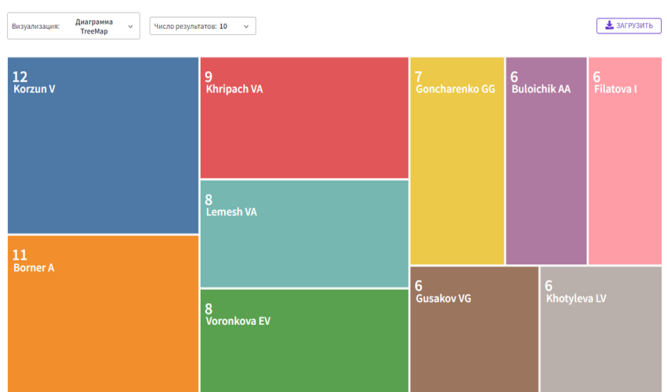 Визуализация: Диаграмма TreeMap
Число результатов: 10
ЗАГРУЗИТЬ
12
Korzun V
9
Khripach VA
7
Goncharenko GG
6
Buloichik AA
6
Filatova I
8
Lemesh VA
11
Borner A
8
Voronkova EV
6
Gusakov VG
6
Khotyleva LV